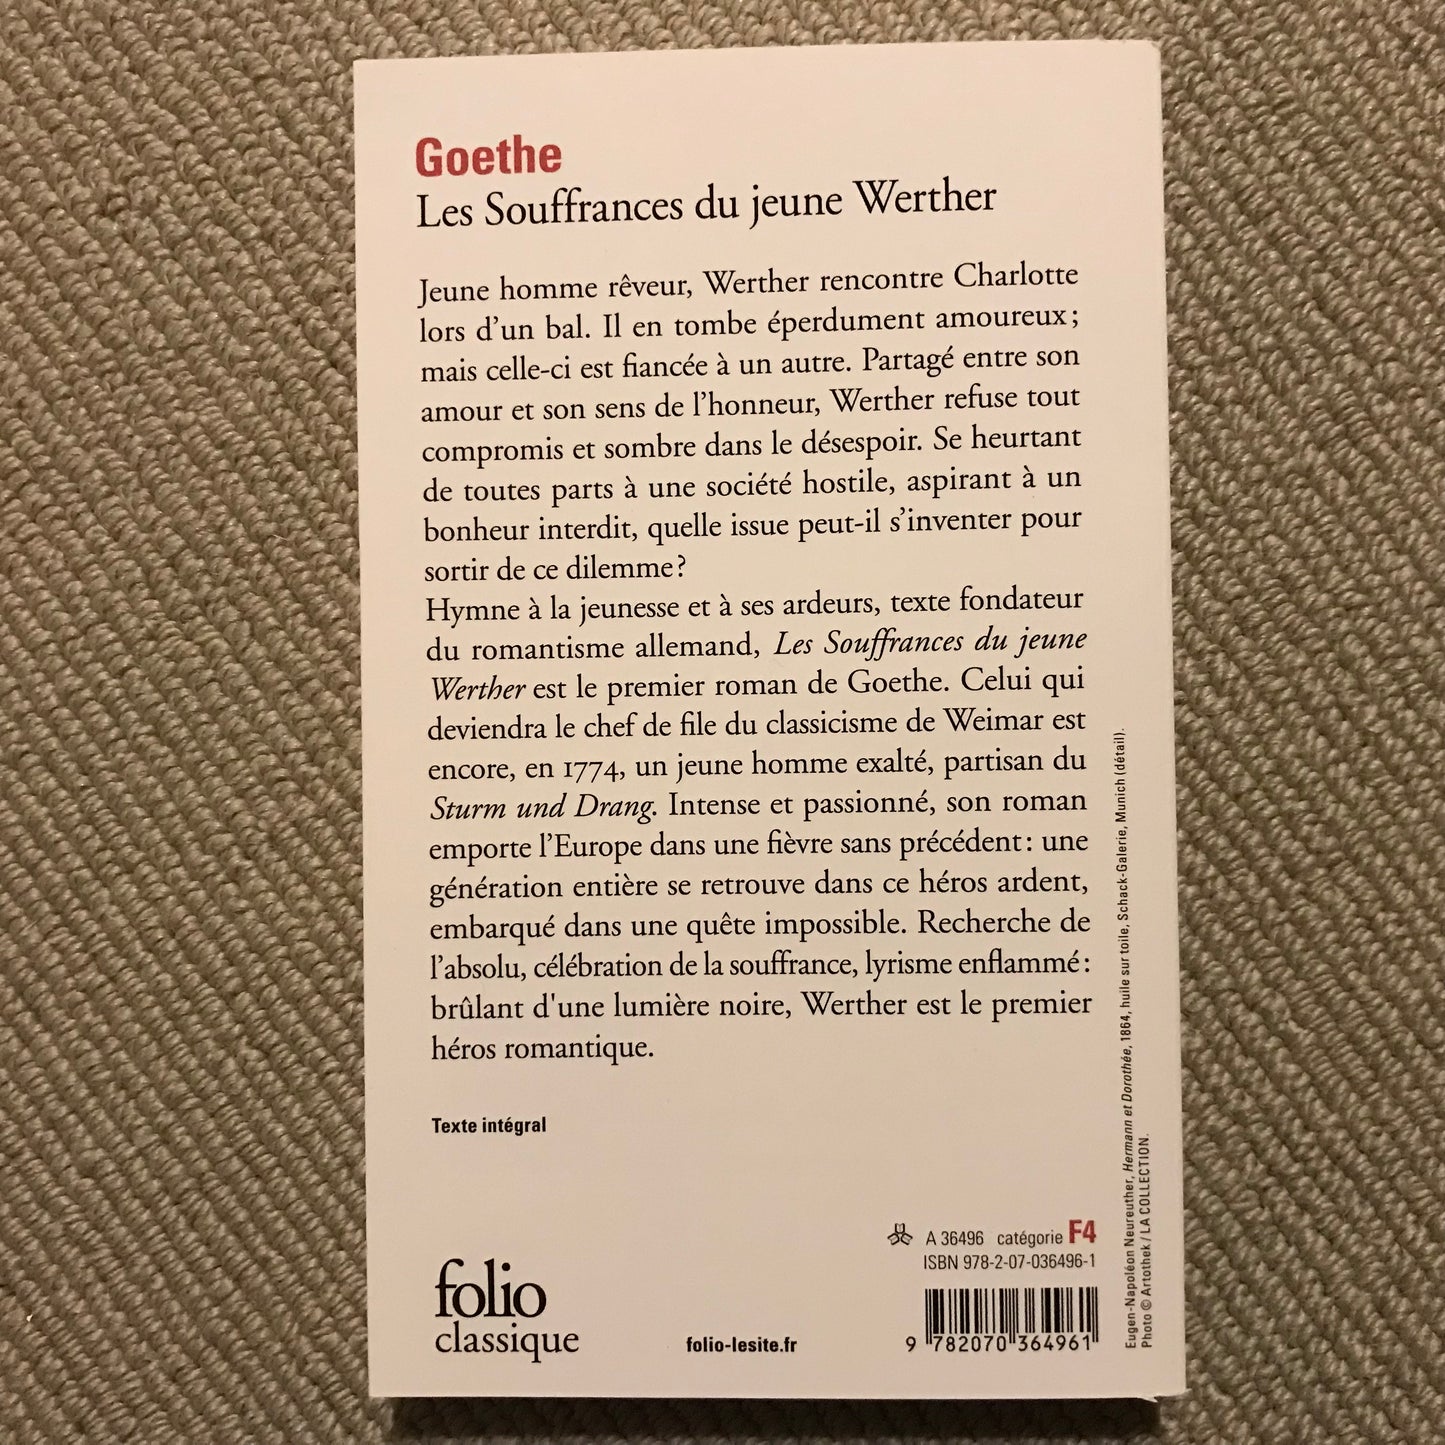 Goethe
Les Souffrances du jeune Werther
Jeune homme rêveur, Werther rencontre Charlotte
lors d'un bal. Il en tombe éperdument amoureux ;
mais celle-ci est fiancée à un autre. Partagé entre son
amour et son sens de l'honneur, Werther refuse tout
compromis et sombre dans le désespoir. Se heurtant
de toutes parts à une société hostile, aspirant à un
bonheur interdit, quelle issue peut-il s'inventer pour
sortir de ce dilemme ?
Hymne à la jeunesse et à ses ardeurs, texte fondateur
du romantisme allemand, Les Souffrances du jeune
Werther est le premier roman de Goethe. Celui qui
deviendra le chef de file du classicisme de Weimar est
encore, en 1774, un jeune homme exalté, partisan du
Sturm und Drang. Intense et passionné, son roman
emporte l'Europe dans une fièvre sans précédent : une
génération entière se retrouve dans ce héros ardent,
embarqué dans une quête impossible. Recherche de
l'absolu, célébration de la souffrance, lyrisme enflammé :
brûlant d'une lumière noire, Werther est le premier
héros romantique.
Texte intégral
A 36496 catégorie F4
ISBN 978-2-07-036496-1
9 782070 364961
folio
classique
folio-lesite.fr
Eugen-Napoléon Neureuther, Hermann et Dorothée, 1864, huile sur toile, Schack-Galerie, Munich (détail).
Photo © Artothek / LA COLLECTION.